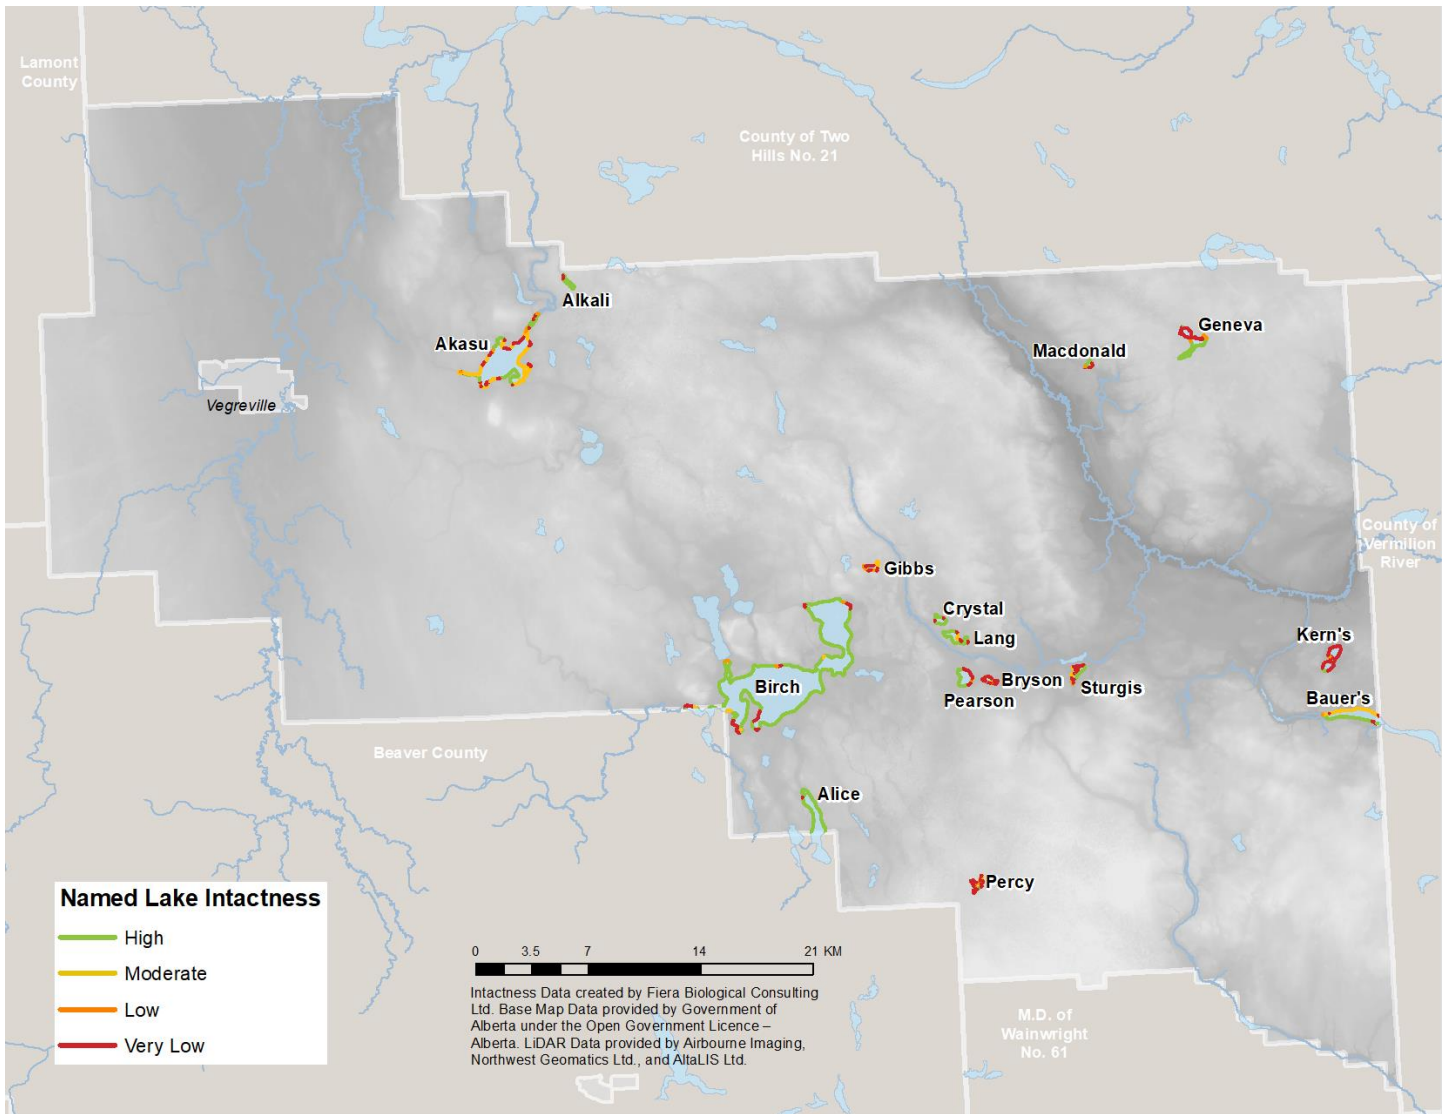 Lamont
County
County of Two
Hills No. 21
Alkali
Akasu
Geneva
Macdonald
Vegreville
County of
Vermilion
River
Gibbs
Crystal
Lang
Kern's
Birch
Bryson
Sturgis
Pearson
Bauer's
Beaver County
Alice
Percy
Named Lake Intactness
High
Moderate
Low
Very Low
0 3.5 7 14 21 KM
Intactness Data created by Fiera Biological Consulting
Ltd. Base Map Data provided by Government of
Alberta under the Open Government Licence –
Alberta. LiDAR Data provided by Airbourne Imaging,
Northwest Geomatics Ltd., and AltaLIS Ltd.
M.D. of
Wainwright
No. 61